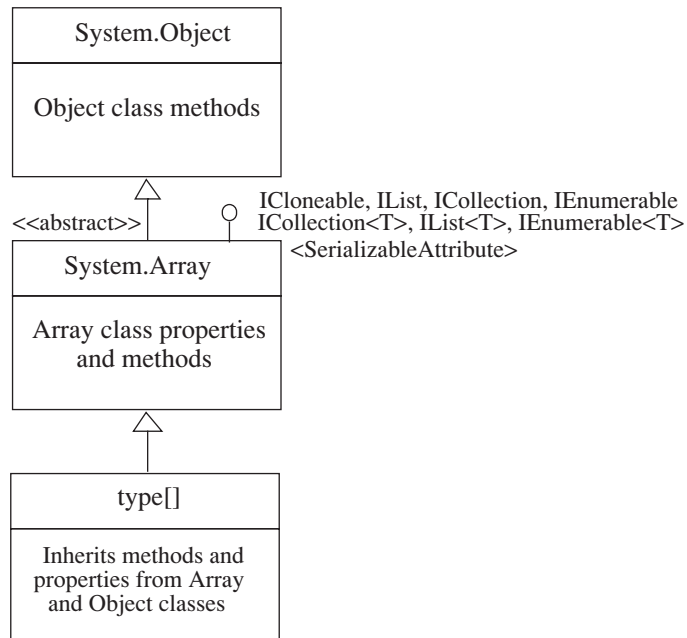 System.Object
Object class methods
ICloneable, IList, ICollection, IEnumerable
<<abstract>>
ICollection<T>, IList<T>, IEnumerable<T>
<SerializableAttribute>
System.Array
Array class properties
and methods
type[]
Inherits methods and
properties from Array
and Object classes